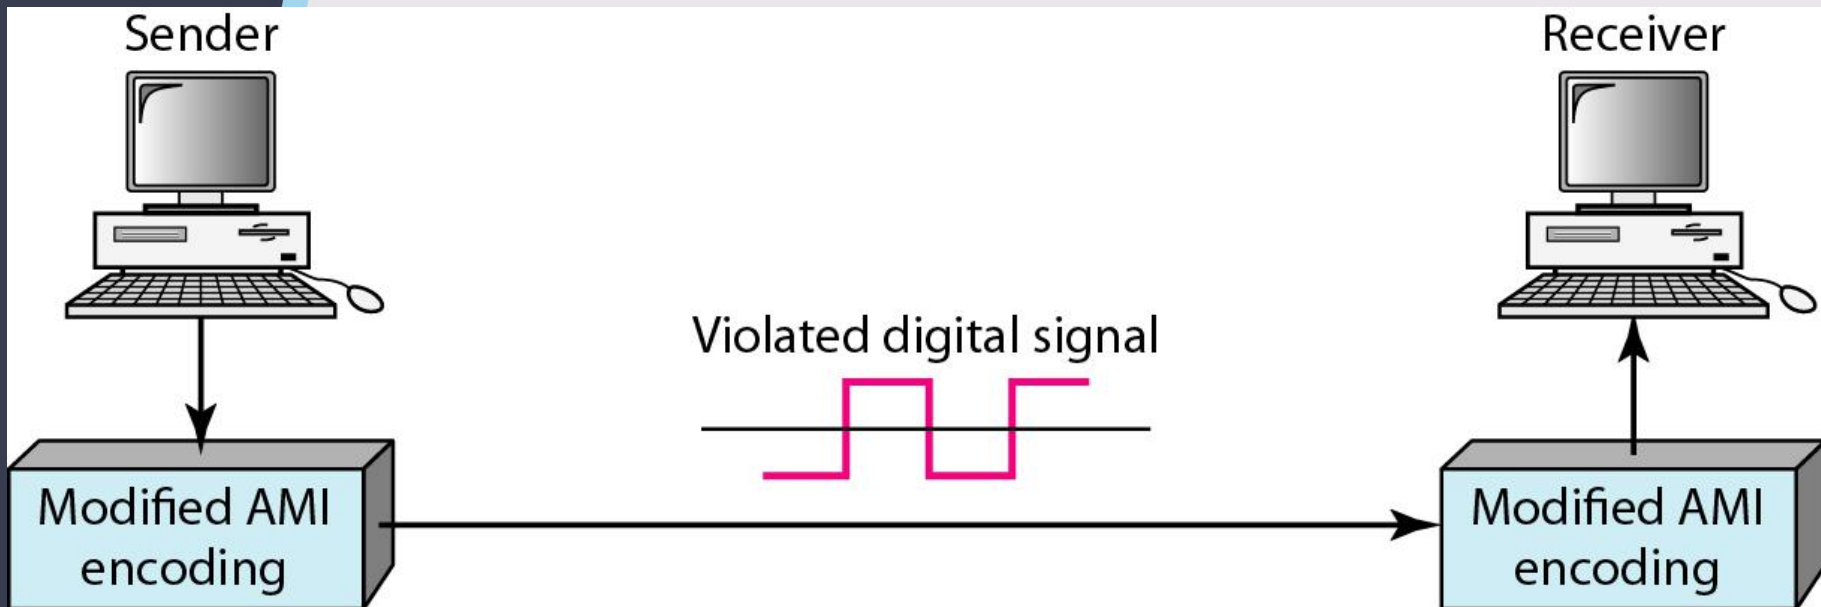 Sender
Receiver
Violated digital signal
Modified AMI
encoding
Modified AMI
encoding